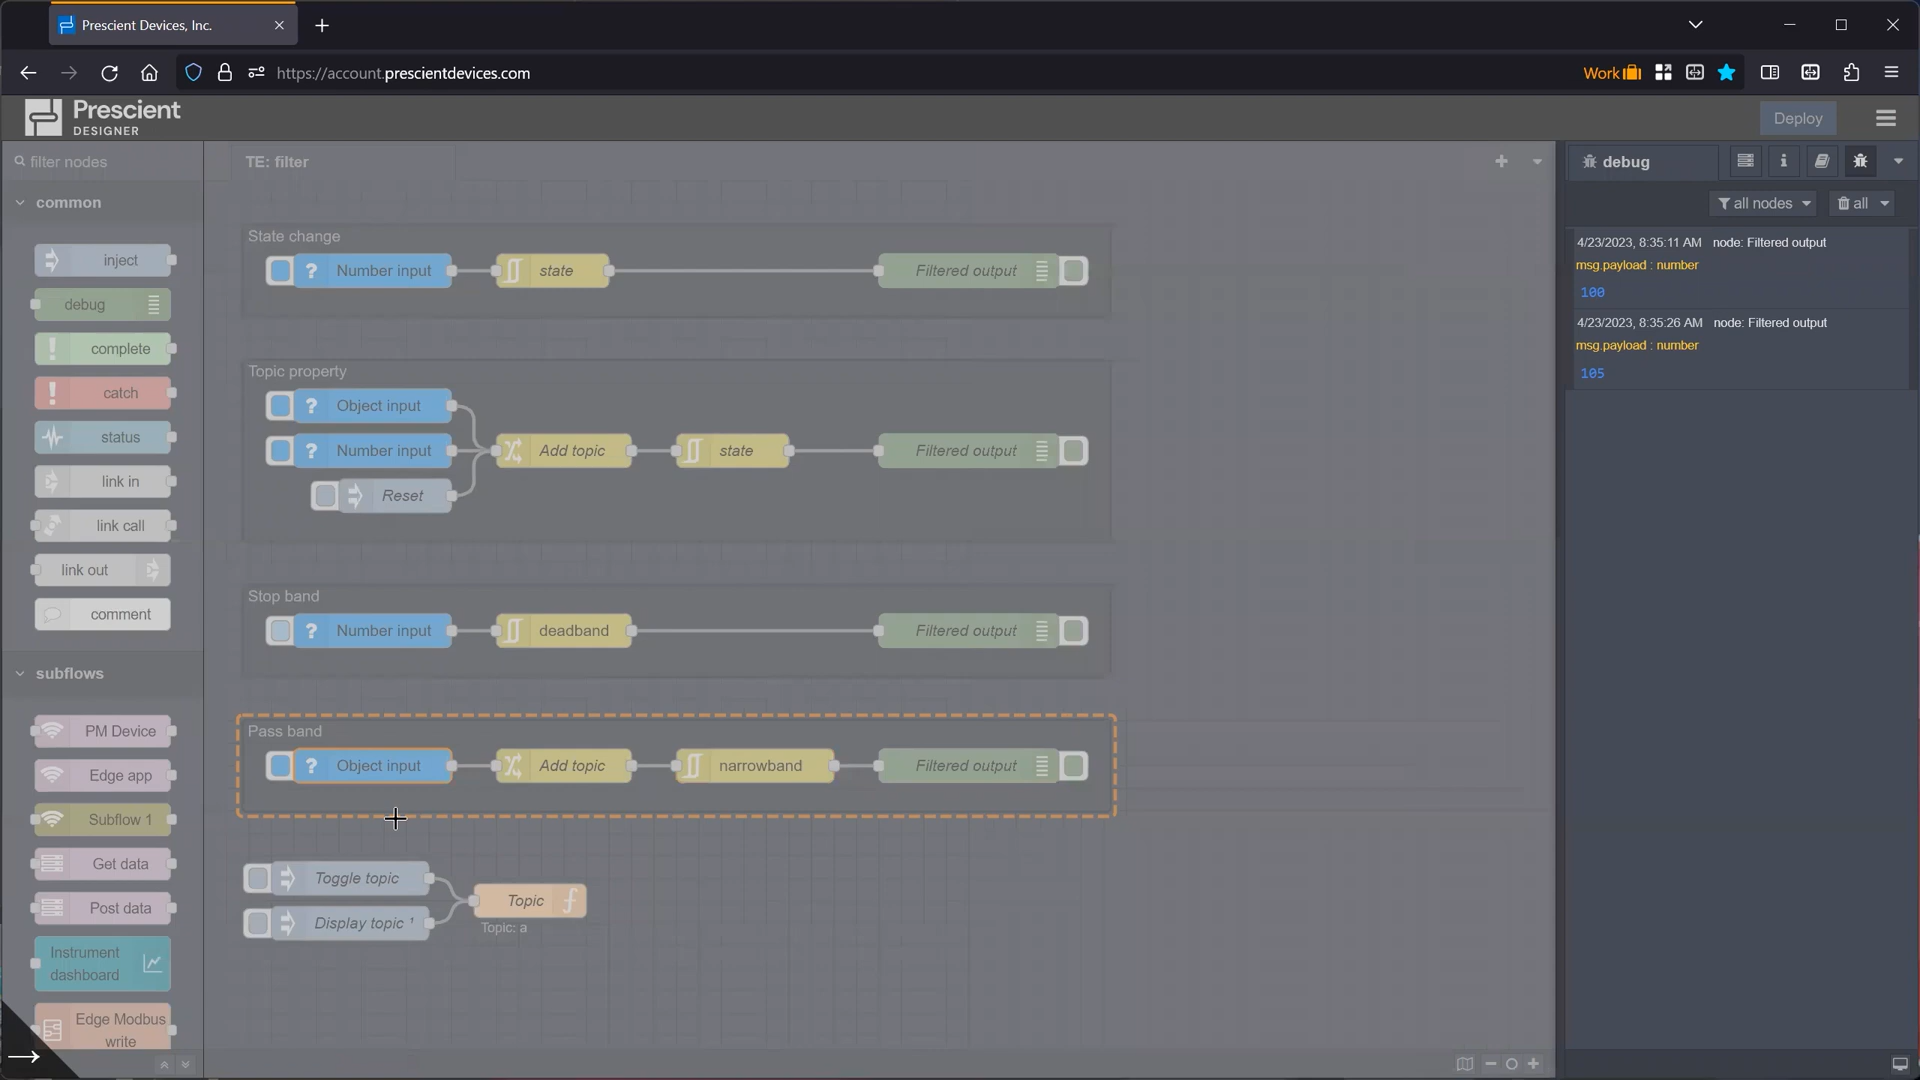 Prescient Devices, Inc.
https://account.prescientdevices.com
Work
Prescient
DESIGNER
Deploy
filter nodes
TE: filter
debug
all nodes
all
common
inject
debug
complete
catch
status
link in
link call
link out
comment
subflows
PM Device
Edge app
Subflow 1
Get data
Post data
Instrument
dashboard
Edge Modbus
write
State change
Number input
state
Filtered output
Topic property
Object input
Number input
Add topic
state
Filtered output
Reset
Stop band
Number input
deadband
Filtered output
Pass band
Object input
Add topic
narrowband
Filtered output
Toggle topic
Display topic ¹
Topic
Topic: a
4/23/2023, 8:35:11 AM node: Filtered output
msg.payload : number
100
4/23/2023, 8:35:26 AM node: Filtered output
msg.payload : number
105